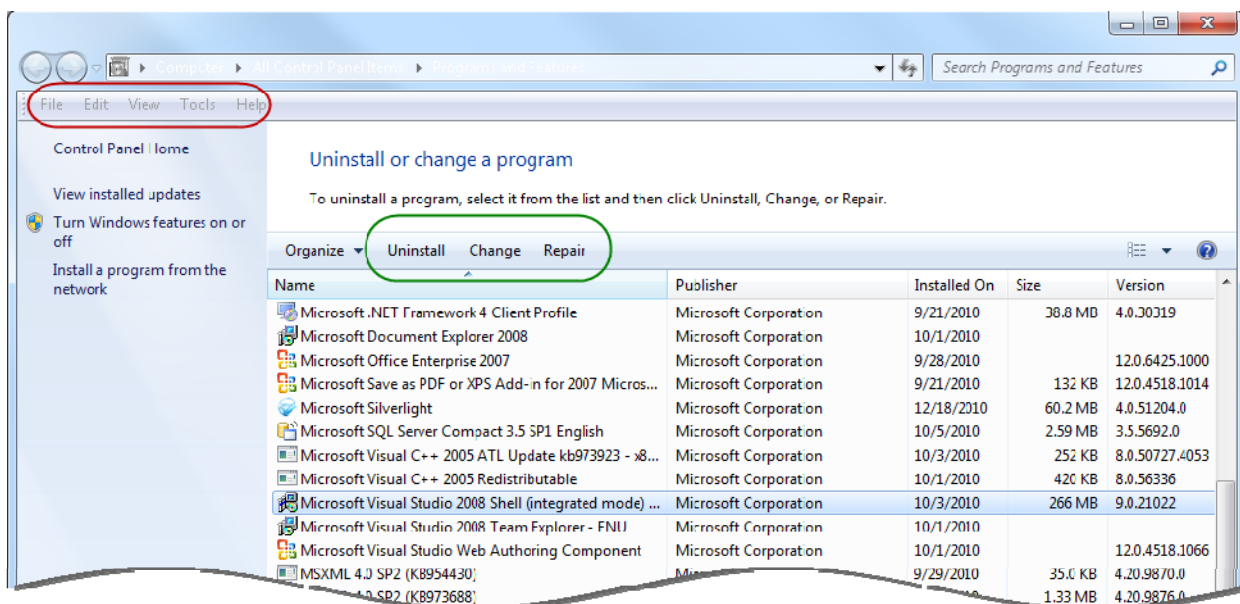 Computer ▸ All Control Panel Items ▸ Programs and Features
Search Programs and Features
File Edit View Tools Help
Control Panel Home
View installed updates
Turn Windows features on or
off
Install a program from the
network
Uninstall or change a program
To uninstall a program, select it from the list and then click Uninstall, Change, or Repair.
Organize Uninstall Change Repair
Name Publisher Installed On Size Version
Microsoft .NET Framework 4 Client Profile Microsoft Corporation 9/21/2010 38.8 MB 4.0.30319
Microsoft Document Explorer 2008 Microsoft Corporation 10/1/2010
Microsoft Office Enterprise 2007 Microsoft Corporation 9/28/2010 12.0.6425.1000
Microsoft Save as PDF or XPS Add-in for 2007 Micros... Microsoft Corporation 9/21/2010 132 KB 12.0.4518.1014
Microsoft Silverlight Microsoft Corporation 12/18/2010 60.2 MB 4.0.51204.0
Microsoft SQL Server Compact 3.5 SP1 English Microsoft Corporation 10/5/2010 2.59 MB 3.5.5692.0
Microsoft Visual C++ 2005 ATL Update kb973923 - x8... Microsoft Corporation 10/3/2010 252 KB 8.0.50727.4053
Microsoft Visual C++ 2005 Redistributable Microsoft Corporation 10/1/2010 420 KB 8.0.56336
Microsoft Visual Studio 2008 Shell (integrated mode) ... Microsoft Corporation 10/3/2010 266 MB 9.0.21022
Microsoft Visual Studio 2008 Team Explorer - ENU Microsoft Corporation 10/1/2010
Microsoft Visual Studio Web Authoring Component Microsoft Corporation 10/1/2010 12.0.4518.1066
MSXML 4.0 SP2 (KB954430) 9/29/2010 35.0 KB 4.20.9870.0
SP2 (KB973688) 1.33 MB 4.20.9876.0